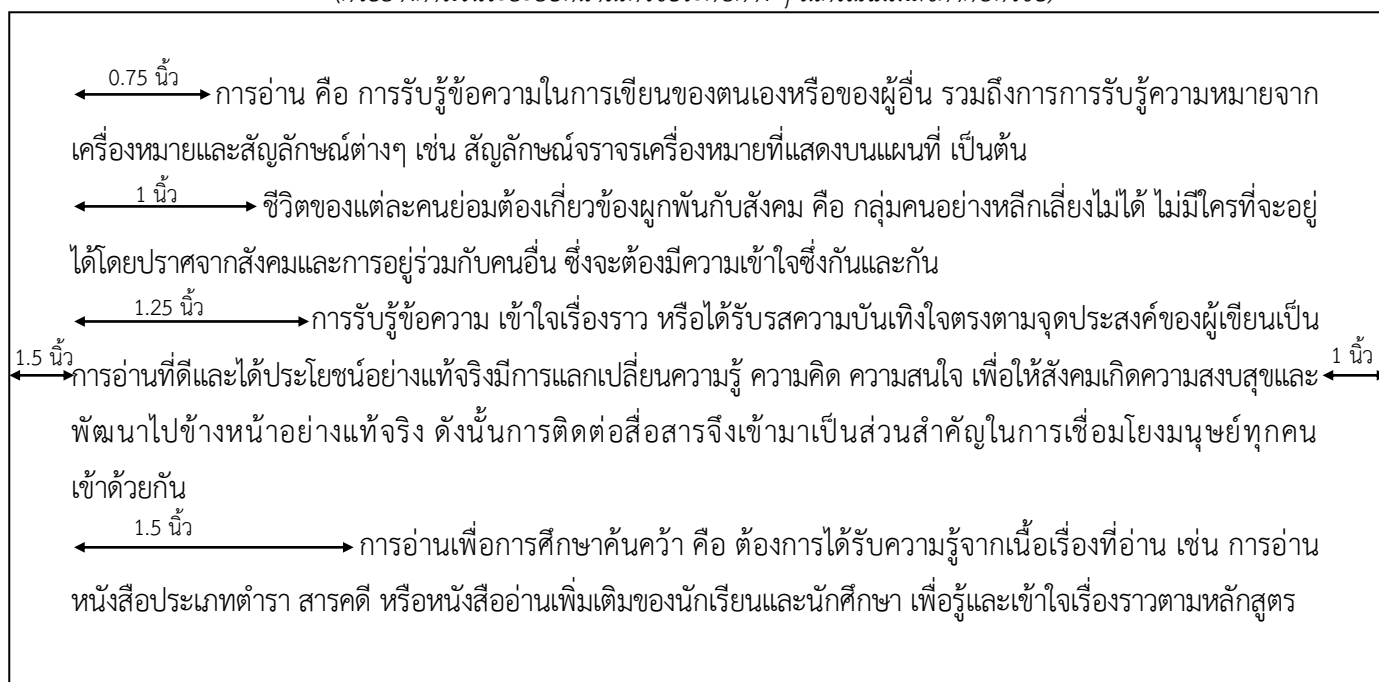 0.75 นิ้ว
การอ่าน คือ การรับรู้ข้อความในการเขียนของตนเองหรือของผู้อื่น รวมถึงการการรับรู้ความหมายจาก
เครื่องหมายและสัญลักษณ์ต่างๆ เช่น สัญลักษณ์จราจรเครื่องหมายที่แสดงบนแผนที่ เป็นต้น
1 นิ้ว
ชีวิตของแต่ละคนย่อมต้องเกี่ยวข้องผูกพันกับสังคม คือ กลุ่มคนอย่างหลีกเลี่ยงไม่ได้ ไม่มีใครที่จะอยู่
ได้โดยปราศจากสังคมและการอยู่ร่วมกับคนอื่น ซึ่งจะต้องมีความเข้าใจซึ่งกันและกัน
1.25 นิ้ว
การรับรู้ข้อความ เข้าใจเรื่องราว หรือได้รับรสความบันเทิงใจตรงตามจุดประสงค์ของผู้เขียนเป็น
1.5 นิ้ว
1 นิ้ว
การอ่านที่ดีและได้ประโยชน์อย่างแท้จริงมีการแลกเปลี่ยนความรู้ ความคิด ความสนใจ เพื่อให้สังคมเกิดความสงบสุขและ
พัฒนาไปข้างหน้าอย่างแท้จริง ดังนั้นการติดต่อสื่อสารจึงเข้ามาเป็นส่วนสำคัญในการเชื่อมโยงมนุษย์ทุกคน
เข้าด้วยกัน
1.5 นิ้ว
การอ่านเพื่อการศึกษาค้นคว้า คือ ต้องการได้รับความรู้จากเนื้อเรื่องที่อ่าน เช่น การอ่าน
หนังสือประเภทตำรา สารคดี หรือหนังสืออ่านเพิ่มเติมของนักเรียนและนักศึกษา เพื่อรู้และเข้าใจเรื่องราวตามหลักสูตร